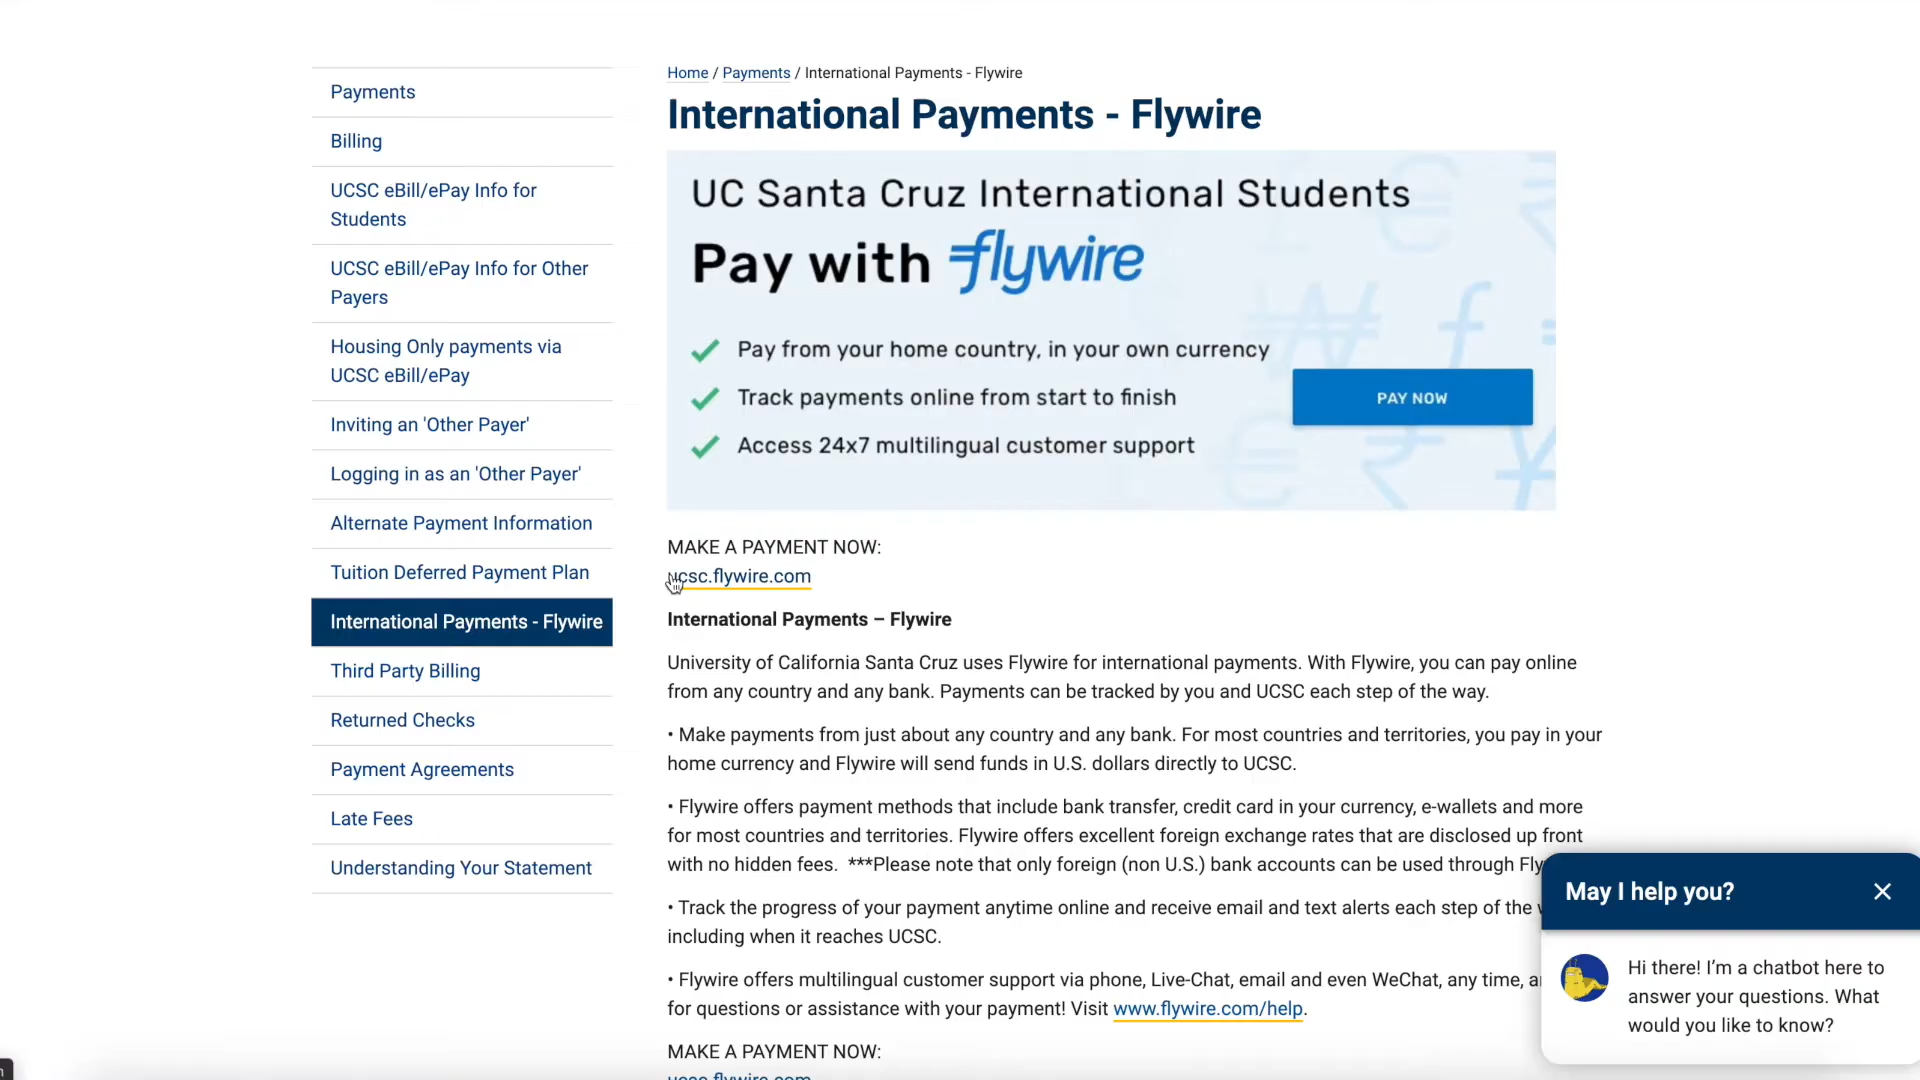 Payments
Billing
UCSC eBill/ePay Info for
Students
UCSC eBill/ePay Info for Other
Payers
Housing Only payments via
UCSC eBill/ePay
Inviting an 'Other Payer'
Logging in as an 'Other Payer'
Alternate Payment Information
Tuition Deferred Payment Plan
International Payments - Flywire
Third Party Billing
Returned Checks
Payment Agreements
Late Fees
Understanding Your Statement
Home / Payments / International Payments - Flywire
International Payments - Flywire
UC Santa Cruz International Students
Pay with flywire
Pay from your home country, in your own currency
Track payments online from start to finish
Access 24x7 multilingual customer support
PAY NOW
MAKE A PAYMENT NOW:
ucsc.flywire.com
International Payments – Flywire
University of California Santa Cruz uses Flywire for international payments. With Flywire, you can pay online
from any country and any bank. Payments can be tracked by you and UCSC each step of the way.
• Make payments from just about any country and any bank. For most countries and territories, you pay in your
home currency and Flywire will send funds in U.S. dollars directly to UCSC.
• Flywire offers payment methods that include bank transfer, credit card in your currency, e-wallets and more
for most countries and territories. Flywire offers excellent foreign exchange rates that are disclosed up front
with no hidden fees. ***Please note that only foreign (non U.S.) bank accounts can be used through
• Track the progress of your payment anytime online and receive email and text alerts each step of the
including when it reaches UCSC.
• Flywire offers multilingual customer support via phone, Live-Chat, email and even WeChat, any time,
for questions or assistance with your payment! Visit www.flywire.com/help.
MAKE A PAYMENT NOW:
ucsc.flywire.com
May I help you?
Hi there! I'm a chatbot here to
answer your questions. What
would you like to know?